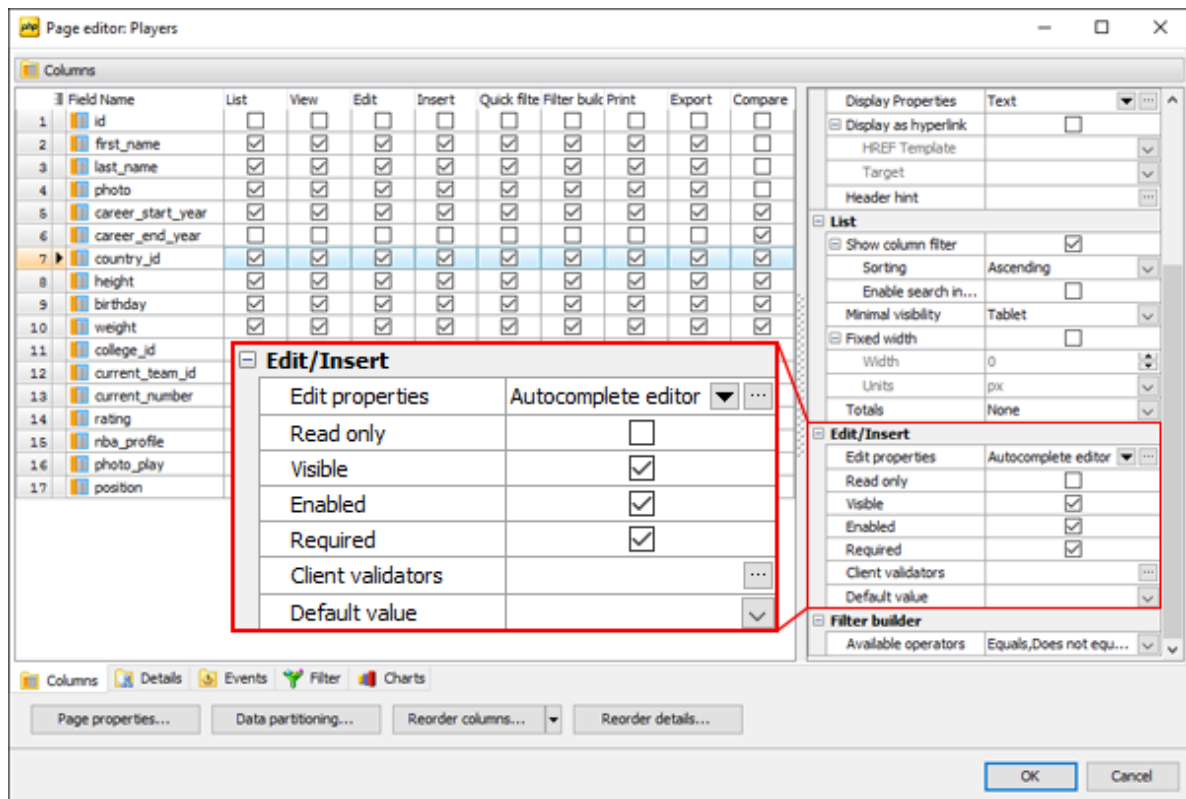 php Page editor: Players
Columns
Field Name List View Edit Insert Quick filte Filter builc Print Export Compare
1 id
2 first_name
3 last_name
4 photo
5 career_start_year
6 career_end_year
7 country_id
8 height
9 birthday
10 weight
11 college_id
12 current_team_id
13 current_number
14 rating
15 nba_profile
16 photo_play
17 position
Edit/Insert
Edit properties Autocomplete editor ...
Read only
Visible
Enabled
Required
Client validators ...
Default value
Display Properties Text ...
Display as hyperlink
HREF Template
Target
Header hint ...
List
Show column filter
Sorting Ascending
Enable search in...
Minimal visibility Tablet
Fixed width
Width 0
Units px
Totals None
Edit/Insert
Edit properties Autocomplete editor ...
Read only
Visible
Enabled
Required
Client validators ...
Default value
Filter builder
Available operators Equals,Does not equ...
Columns Details Events Filter Charts
Page properties... Data partitioning... Reorder columns... Reorder details...
OK Cancel